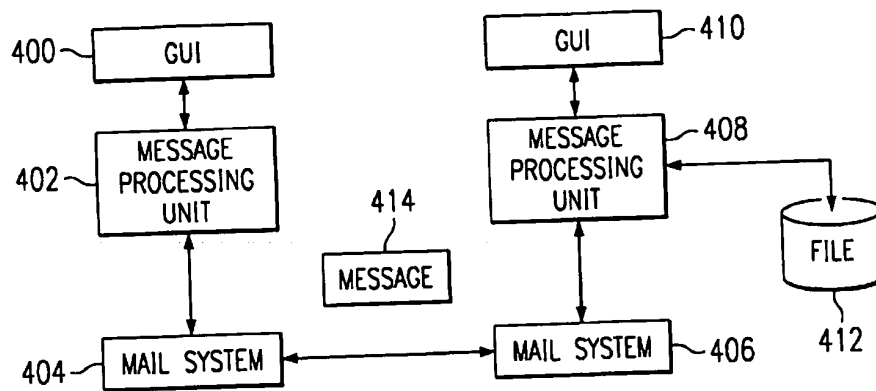 400
GUI
GUI
410
402
MESSAGE
PROCESSING
UNIT
MESSAGE
PROCESSING
UNIT
408
414
MESSAGE
FILE
412
404
MAIL SYSTEM
MAIL SYSTEM
406